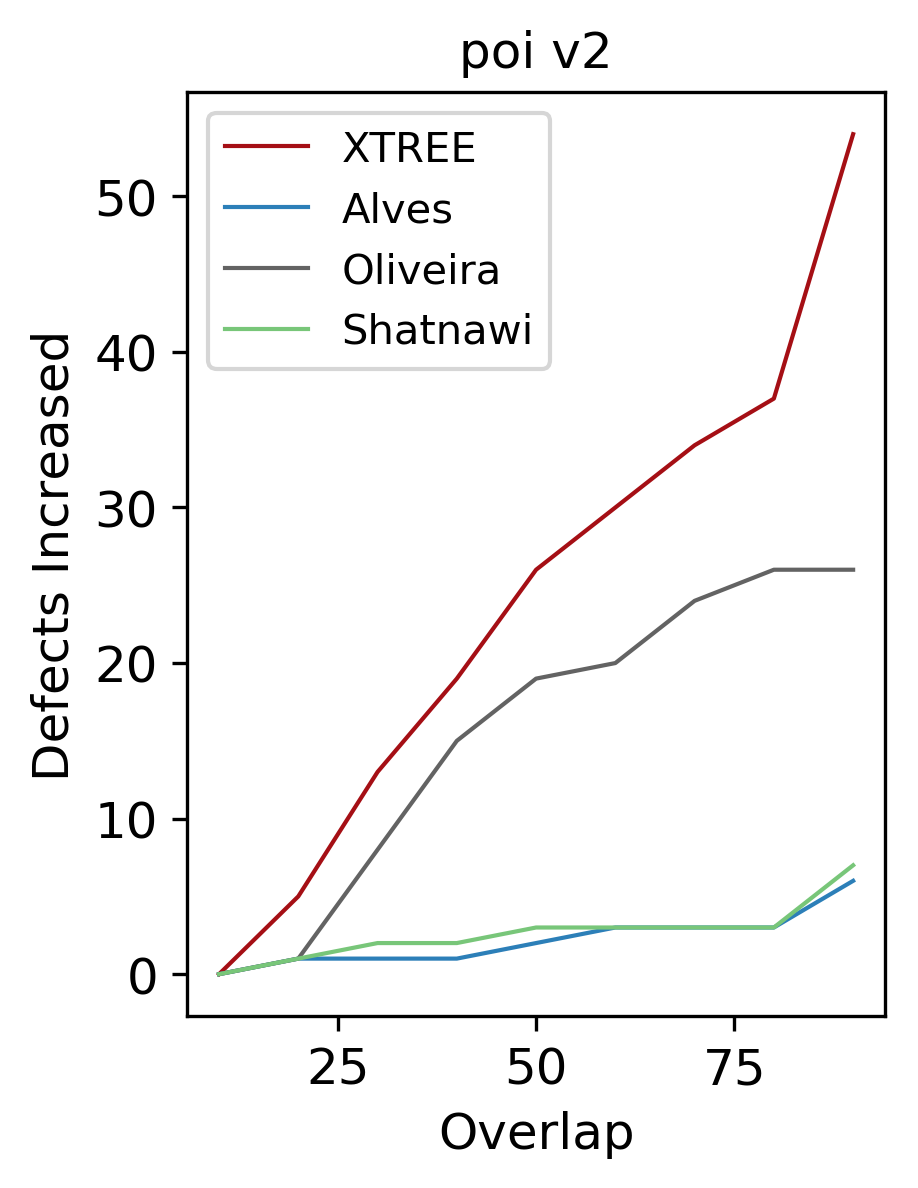 poi v2
XTREE
Alves
Oliveira
Shatnawi
Defects Increased
50
40
30
20
10
0
25 50 75
Overlap